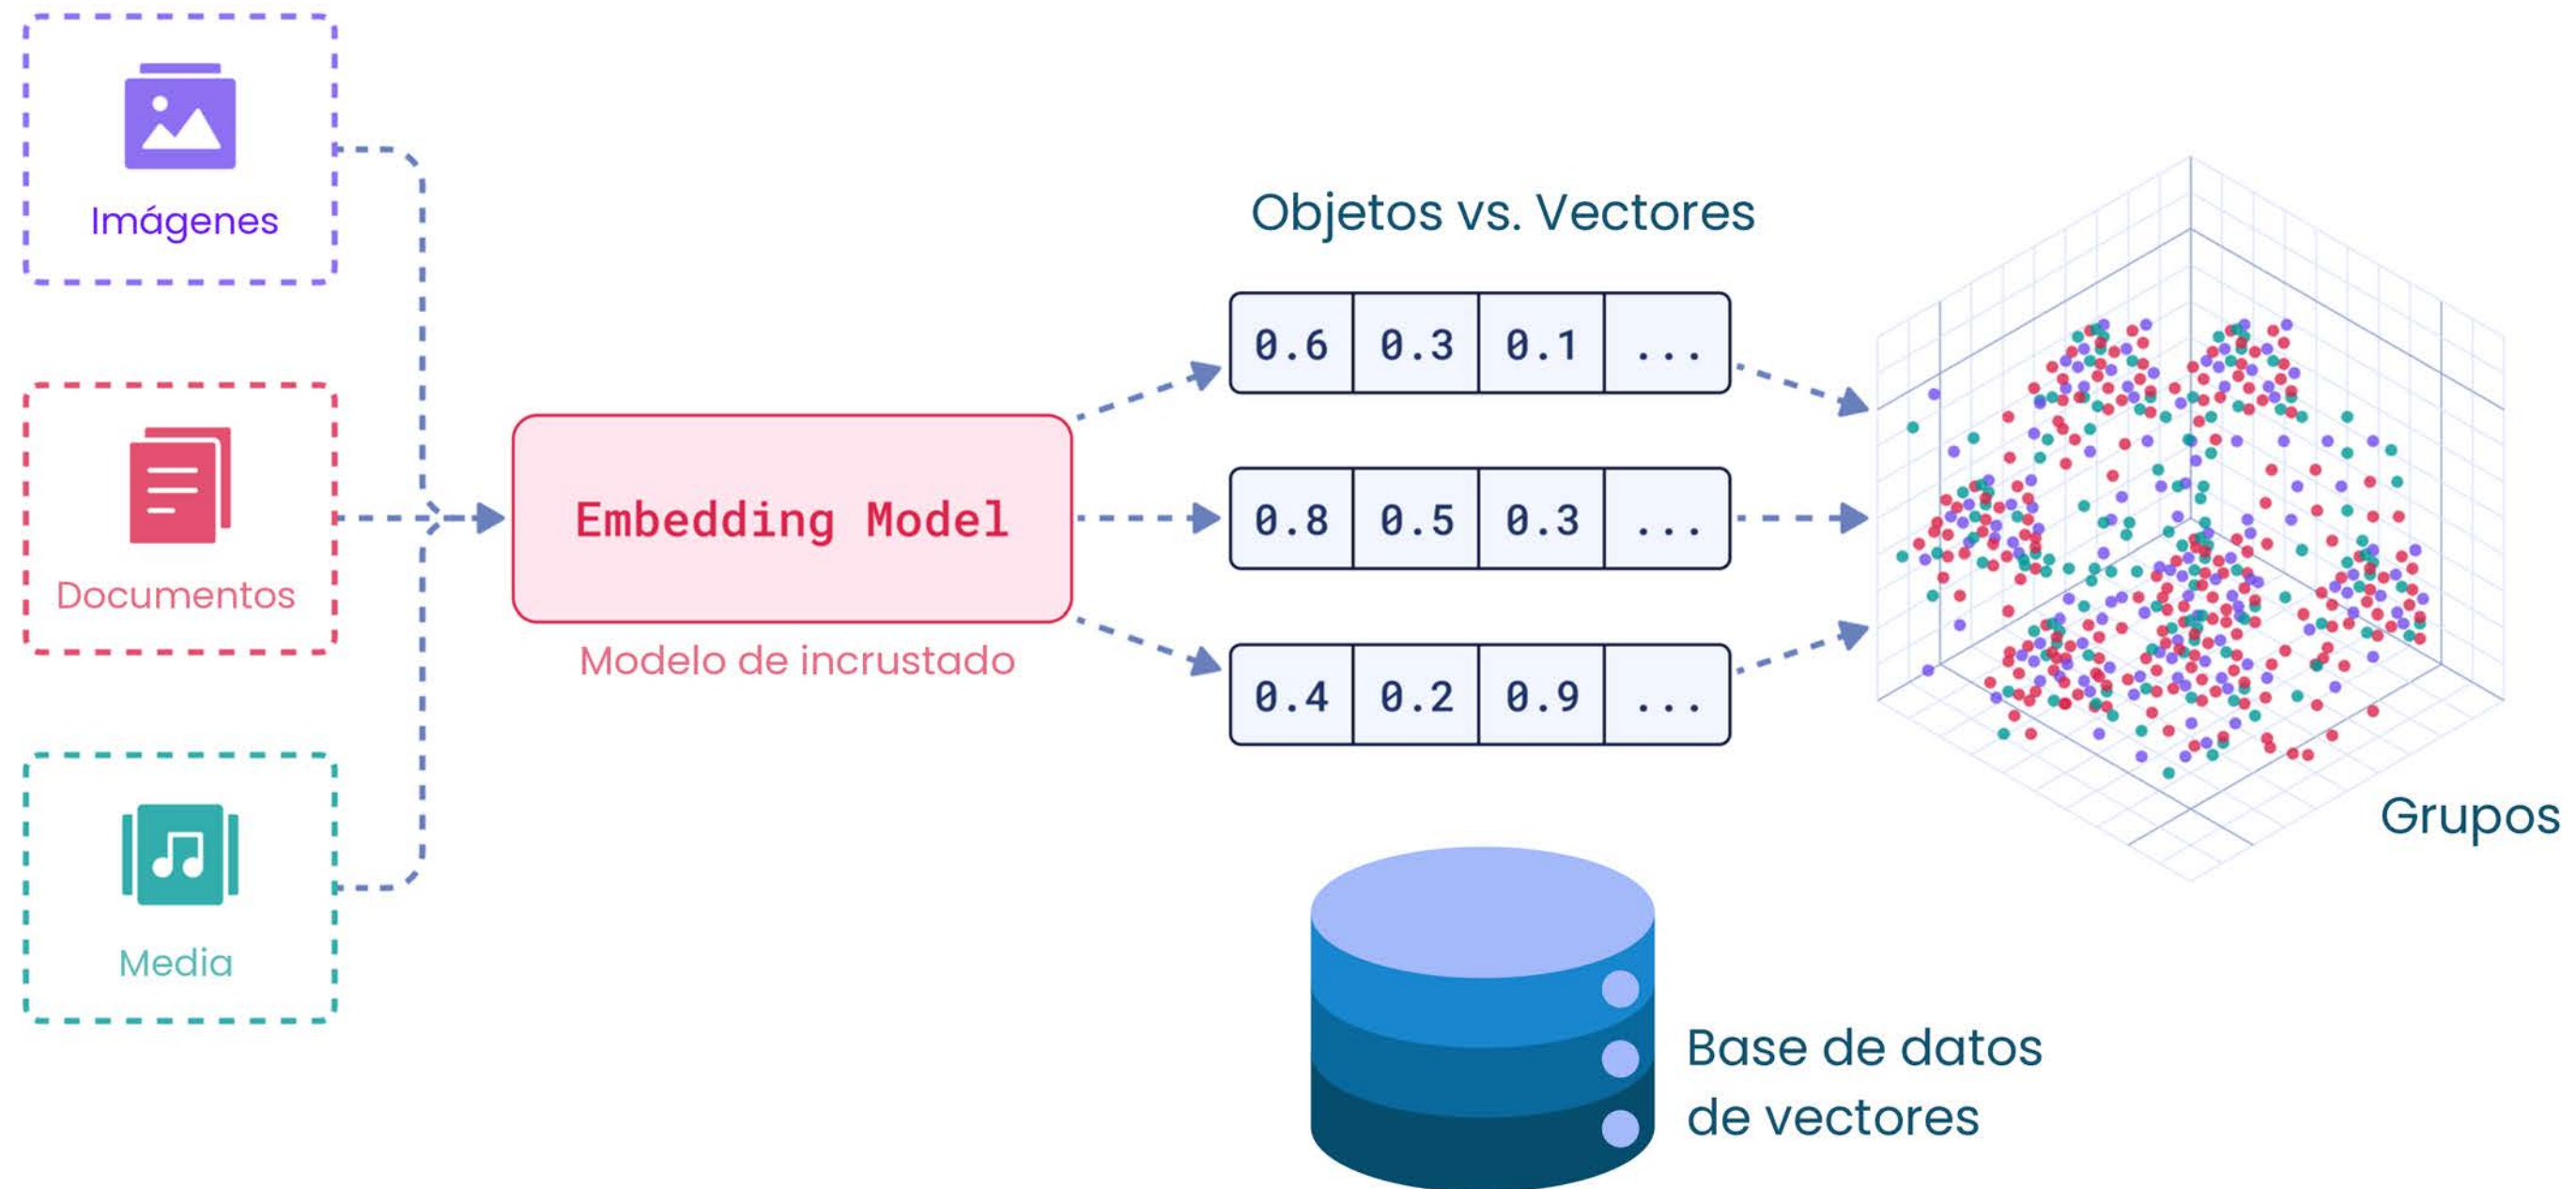 Imágenes
Documentos
Media
Embedding Model
Modelo de incrustado
Objetos vs. Vectores
0.6 0.3 0.1 ...
0.8 0.5 0.3 ...
0.4 0.2 0.9 ...
Grupos
Base de datos
de vectores